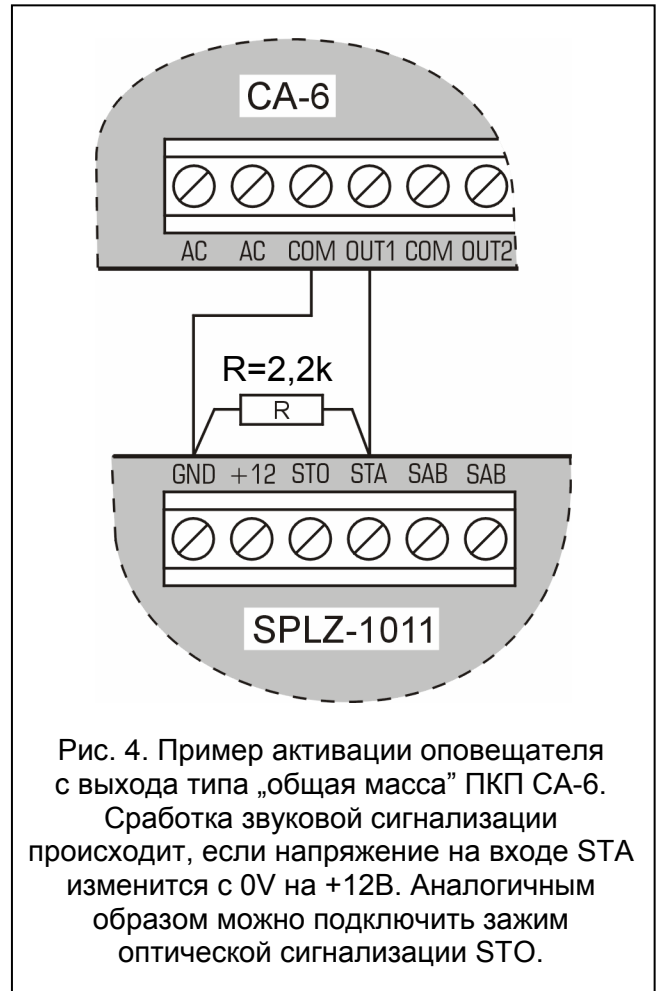 CA-6
AC AC COM OUT1 COM OUT2
R=2,2k
R
GND +12 STO STA SAB SAB
SPLZ-1011
Рис. 4. Пример активации оповещателя
с выхода типа „общая масса” ПКП CA-6.
Сработка звуковой сигнализации
происходит, если напряжение на входе STA
изменится с 0V на +12В. Аналогичным
образом можно подключить зажим
оптической сигнализации STO.